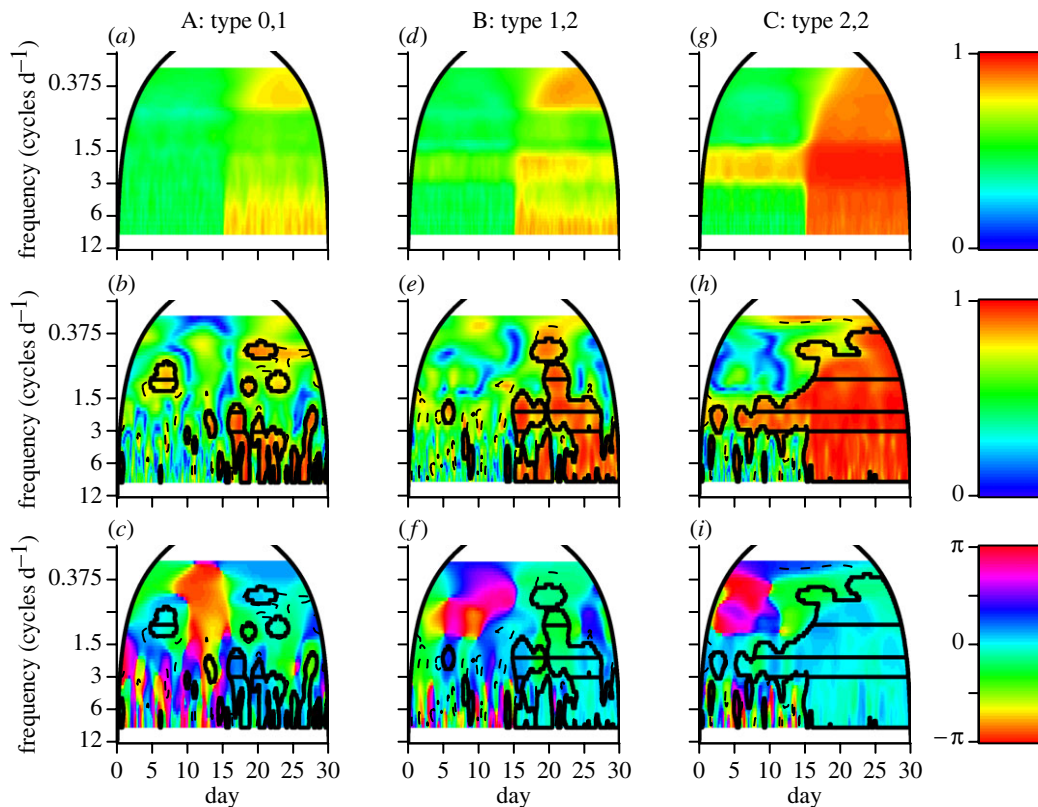 A: type 0,1 B: type 1,2 C: type 2,2
(a) (d) (g)
frequency (cycles d−1)
0.375
1.5
3
6
12
1
0
(b) (e) (h)
frequency (cycles d−1)
0.375
1.5
3
6
12
1
0
(c) (f) (i)
frequency (cycles d−1)
0.375
1.5
3
6
12
π
0
−π
0 5 10 15 20 25 30 0 5 10 15 20 25 30 0 5 10 15 20 25 30
day day day